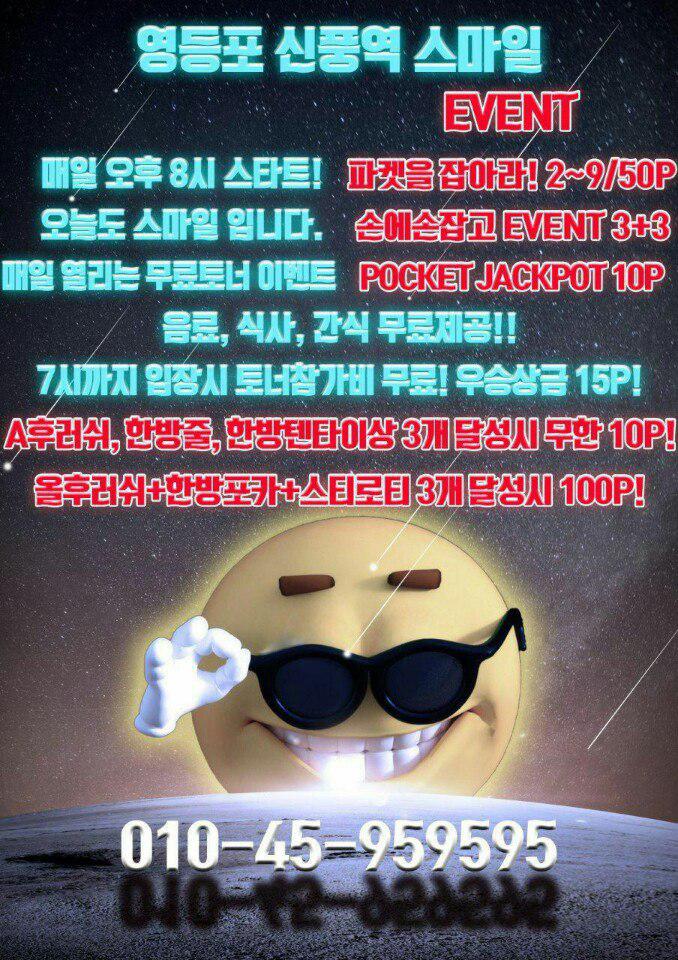 영등포 신풍역 스마일
EVENT
매일 오후 8시 스타트! 파켓을 잡아라! 2~9/50P
오늘도 스마일 입니다. 손에손잡고 EVENT 3+3
매일 열리는 무료토너 이벤트 POCKET JACKPOT 10P
음료, 식사, 간식 무료제공!!
7시까지 입장시 토너참가비 무료! 우승상금 15P!
A후러쉬, 한방줄, 한방텐타이상 3개 달성시 무한 10P!
올후러쉬+한방포카+스티로티 3개 달성시 100P!
010-45-959595